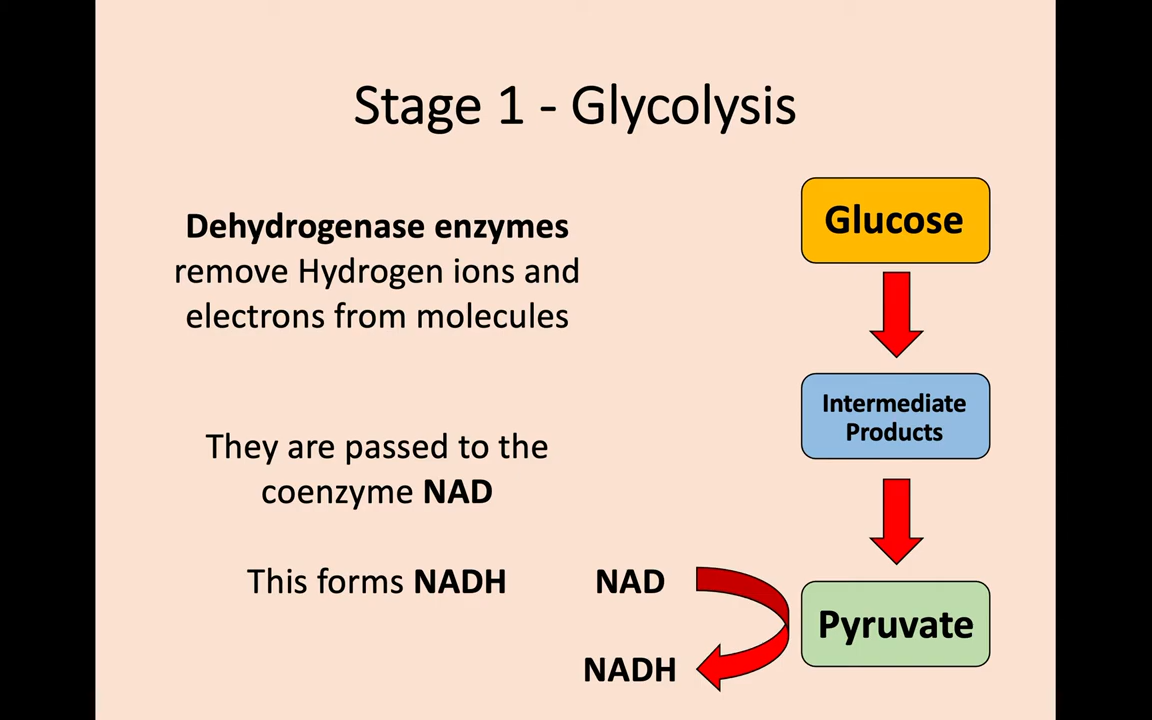 Stage 1 - Glycolysis
Dehydrogenase enzymes
remove Hydrogen ions and
electrons from molecules
They are passed to the
coenzyme NAD
This forms NADH
Glucose
Intermediate
Products
Pyruvate
NAD
NADH